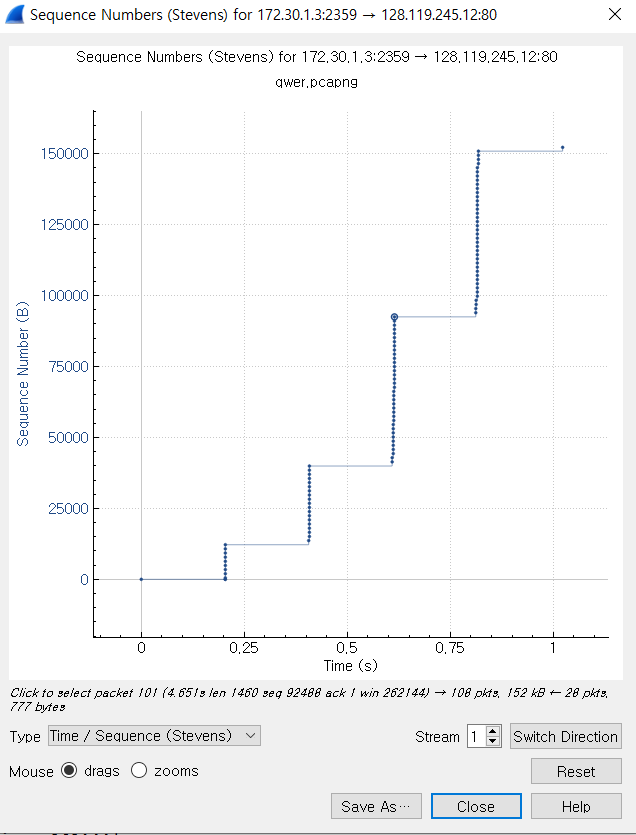 Sequence Numbers (Stevens) for 172.30.1.3:2359 → 128.119.245.12:80
Sequence Numbers (Stevens) for 172.30.1.3:2359 → 128.119.245.12:80
qwer.pcapng
150000
125000
100000
75000
50000
25000
0
Sequence Number (B)
0
0.25
0.5
0.75
1
Time (s)
Click to select packet 101 (4.651s len 1460 seq 92488 ack 1 win 262144) → 108 pkts, 152 kB ← 28 pkts,
777 bytes
Type Time / Sequence (Stevens) Stream 1 Switch Direction
Mouse drags zooms Reset
Save As… Close Help